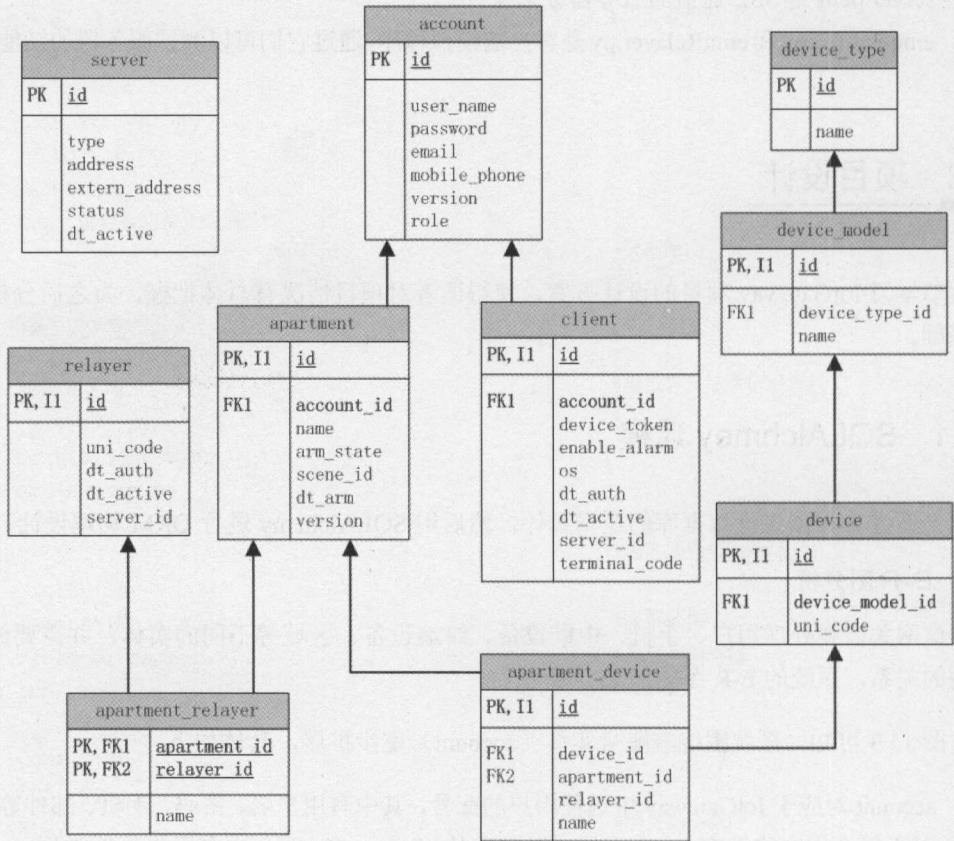 server
PK id
type
address
extern_address
status
dt_active
account
PK id
user_name
password
email
mobile_phone
version
role
device_type
PK id
name
device_model
PK, I1 id
FK1 device_type_id
name
relayer
PK, I1 id
uni_code
dt_auth
dt_active
server_id
apartment
PK, I1 id
FK1 account_id
name
arm_state
scene_id
dt_arm
version
client
PK, I1 id
FK1 account_id
device_token
enable_alarm
os
dt_auth
dt_active
server_id
terminal_code
device
PK, I1 id
FK1 device_model_id
uni_code
apartment_relayer
PK, FK1 apartment_id
PK, FK2 relayer_id
name
apartment_device
PK, I1 id
FK1 device_id
FK2 apartment_id
relayer_id
name